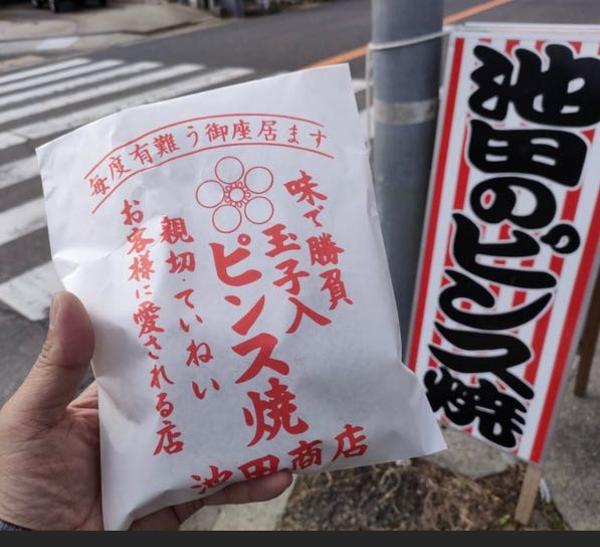 毎度有難う御座居ます
味で勝負
玉子入
ピンス焼
親切・ていねい
お客様に愛される店
池田商店
池田のピンス焼